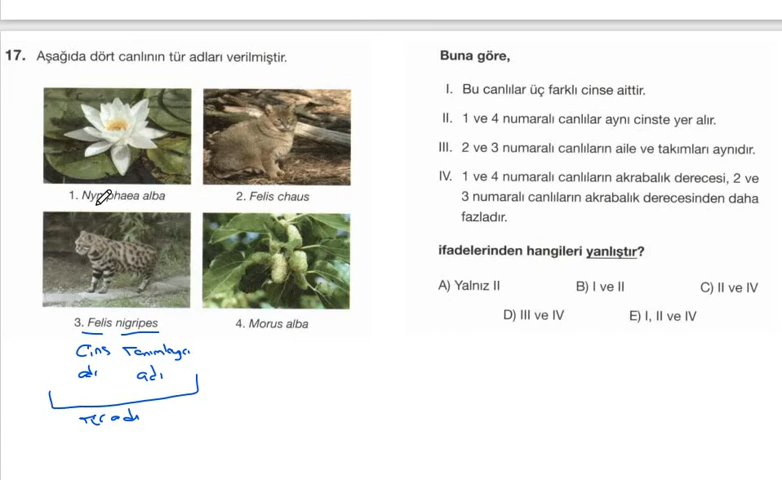 17. Aşağıda dört canlının tür adları verilmiştir.
1. Nymphaea alba
2. Felis chaus
3. Felis nigripes
4. Morus alba
Cins Tanımlayıcı
adı adı
Tür adı
Buna göre,
I. Bu canlılar üç farklı cinse aittir.
II. 1 ve 4 numaralı canlılar aynı cinste yer alır.
III. 2 ve 3 numaralı canlıların aile ve takımları aynıdır.
IV. 1 ve 4 numaralı canlıların akrabalık derecesi, 2 ve
3 numaralı canlıların akrabalık derecesinden daha
fazladır.
ifadelerinden hangileri yanlıştır?
A) Yalnız II B) I ve II C) II ve IV
D) III ve IV E) I, II ve IV